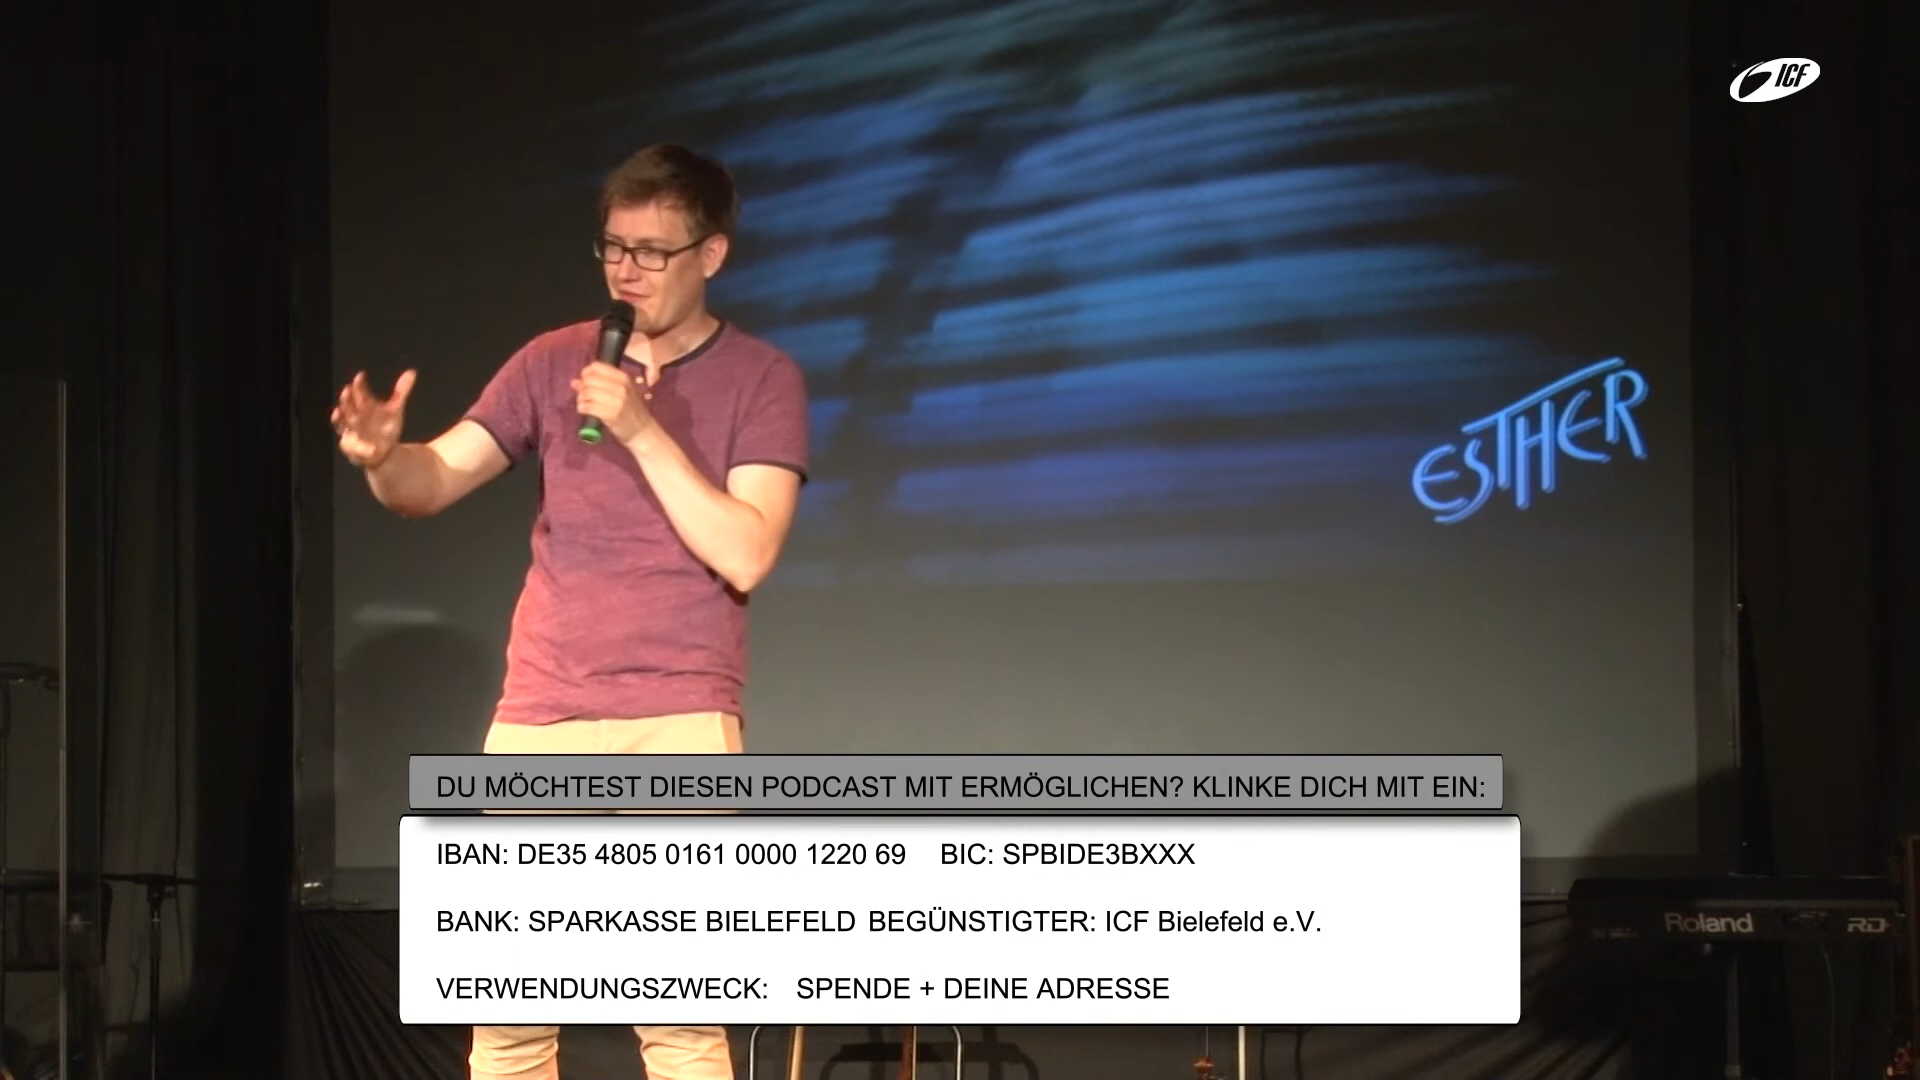 ICF
ESTHER
DU MÖCHTEST DIESEN PODCAST MIT ERMÖGLICHEN? KLINKE DICH MIT EIN:
IBAN: DE35 4805 0161 0000 1220 69 BIC: SPBIDE3BXXX
BANK: SPARKASSE BIELEFELD BEGÜNSTIGTER: ICF Bielefeld e.V.
VERWENDUNGSZWECK: SPENDE + DEINE ADRESSE
Roland RD